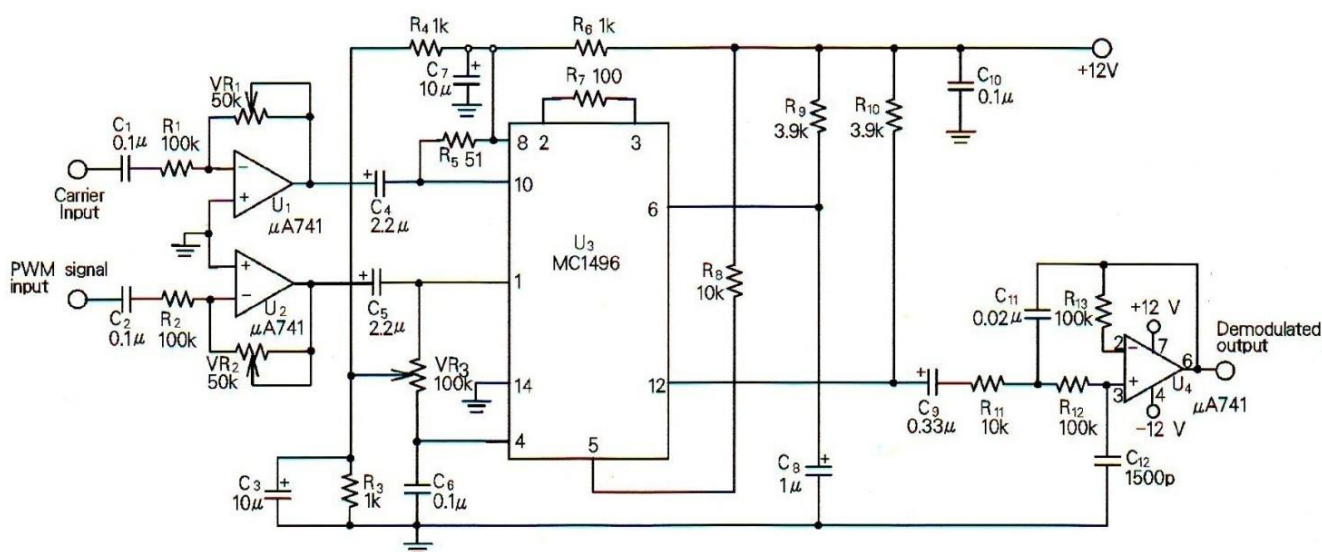 R4 1k
R6 1k
+12V
C7
10μ
R7 100
C10
0.1μ
VR1
50k
R9
3.9k
R10
3.9k
C1
0.1μ
R1
100k
R5 51
8
2
3
10
Carrier
Input
−
+
U1
μA741
C4
2.2μ
6
U3
MC1496
PWM signal
input
+
−
U2
μA741
C5
2.2μ
1
R8
10k
C2
0.1μ
R2
100k
VR2
50k
VR3
100k
14
12
4
5
C11
0.02μ
R13
100k
+12 V
Demodulated
output
2
−
7
6
+
3
4
U4
μA741
−12 V
C9
0.33μ
R11
10k
R12
100k
C3
10μ
R3
1k
C6
0.1μ
C8
1μ
C12
1500p